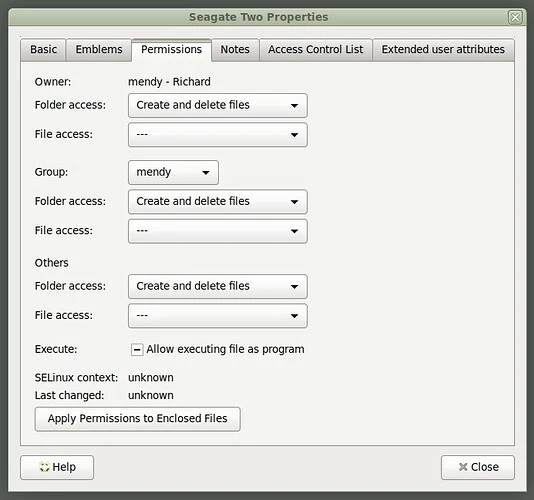 Seagate Two Properties
Basic Emblems Permissions Notes Access Control List Extended user attributes
Owner: mendy - Richard
Folder access: Create and delete files
File access: ---
Group: mendy
Folder access: Create and delete files
File access: ---
Others
Folder access: Create and delete files
File access: ---
Execute: Allow executing file as program
SELinux context: unknown
Last changed: unknown
Apply Permissions to Enclosed Files
Help Close